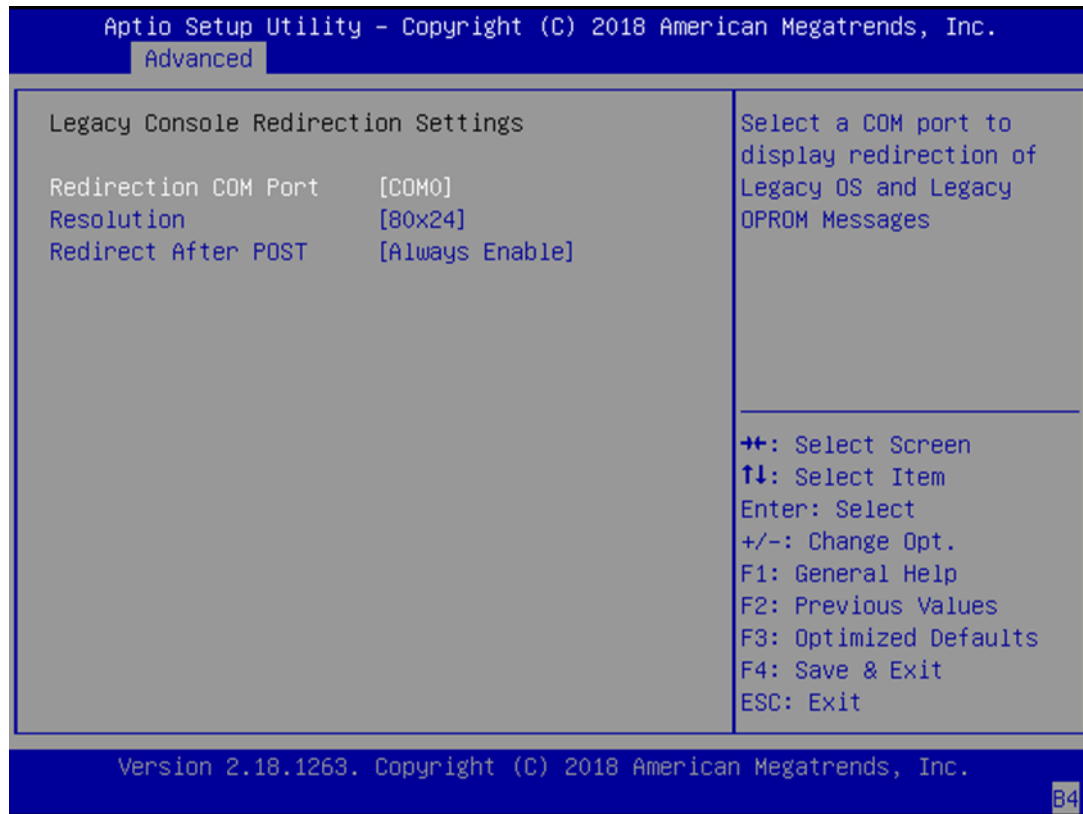 Aptio Setup Utility – Copyright (C) 2018 American Megatrends, Inc.
Advanced
Legacy Console Redirection Settings
Redirection COM Port [COM0]
Resolution [80x24]
Redirect After POST [Always Enable]
Select a COM port to
display redirection of
Legacy OS and Legacy
OPROM Messages
→←: Select Screen
↑↓: Select Item
Enter: Select
+/-: Change Opt.
F1: General Help
F2: Previous Values
F3: Optimized Defaults
F4: Save & Exit
ESC: Exit
Version 2.18.1263. Copyright (C) 2018 American Megatrends, Inc.
B4